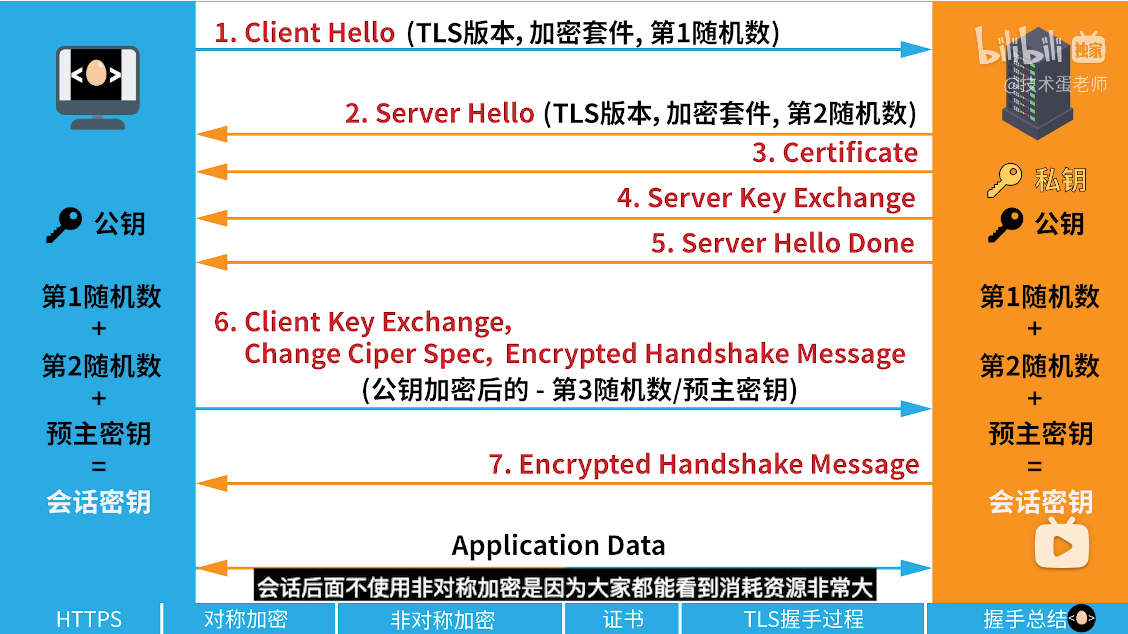 1. Client Hello (TLS版本, 加密套件, 第1随机数)
bilibili 独家
@技术蛋老师
2. Server Hello (TLS版本, 加密套件, 第2随机数)
3. Certificate
4. Server Key Exchange
5. Server Hello Done
6. Client Key Exchange,
Change Ciper Spec, Encrypted Handshake Message
(公钥加密后的 - 第3随机数/预主密钥)
7. Encrypted Handshake Message
Application Data
< >
公钥
第1随机数
+
第2随机数
+
预主密钥
=
会话密钥
私钥
公钥
第1随机数
+
第2随机数
+
预主密钥
=
会话密钥
会话后面不使用非对称加密是因为大家都能看到消耗资源非常大
HTTPS 对称加密 非对称加密 证书 TLS握手过程 握手总结 < >